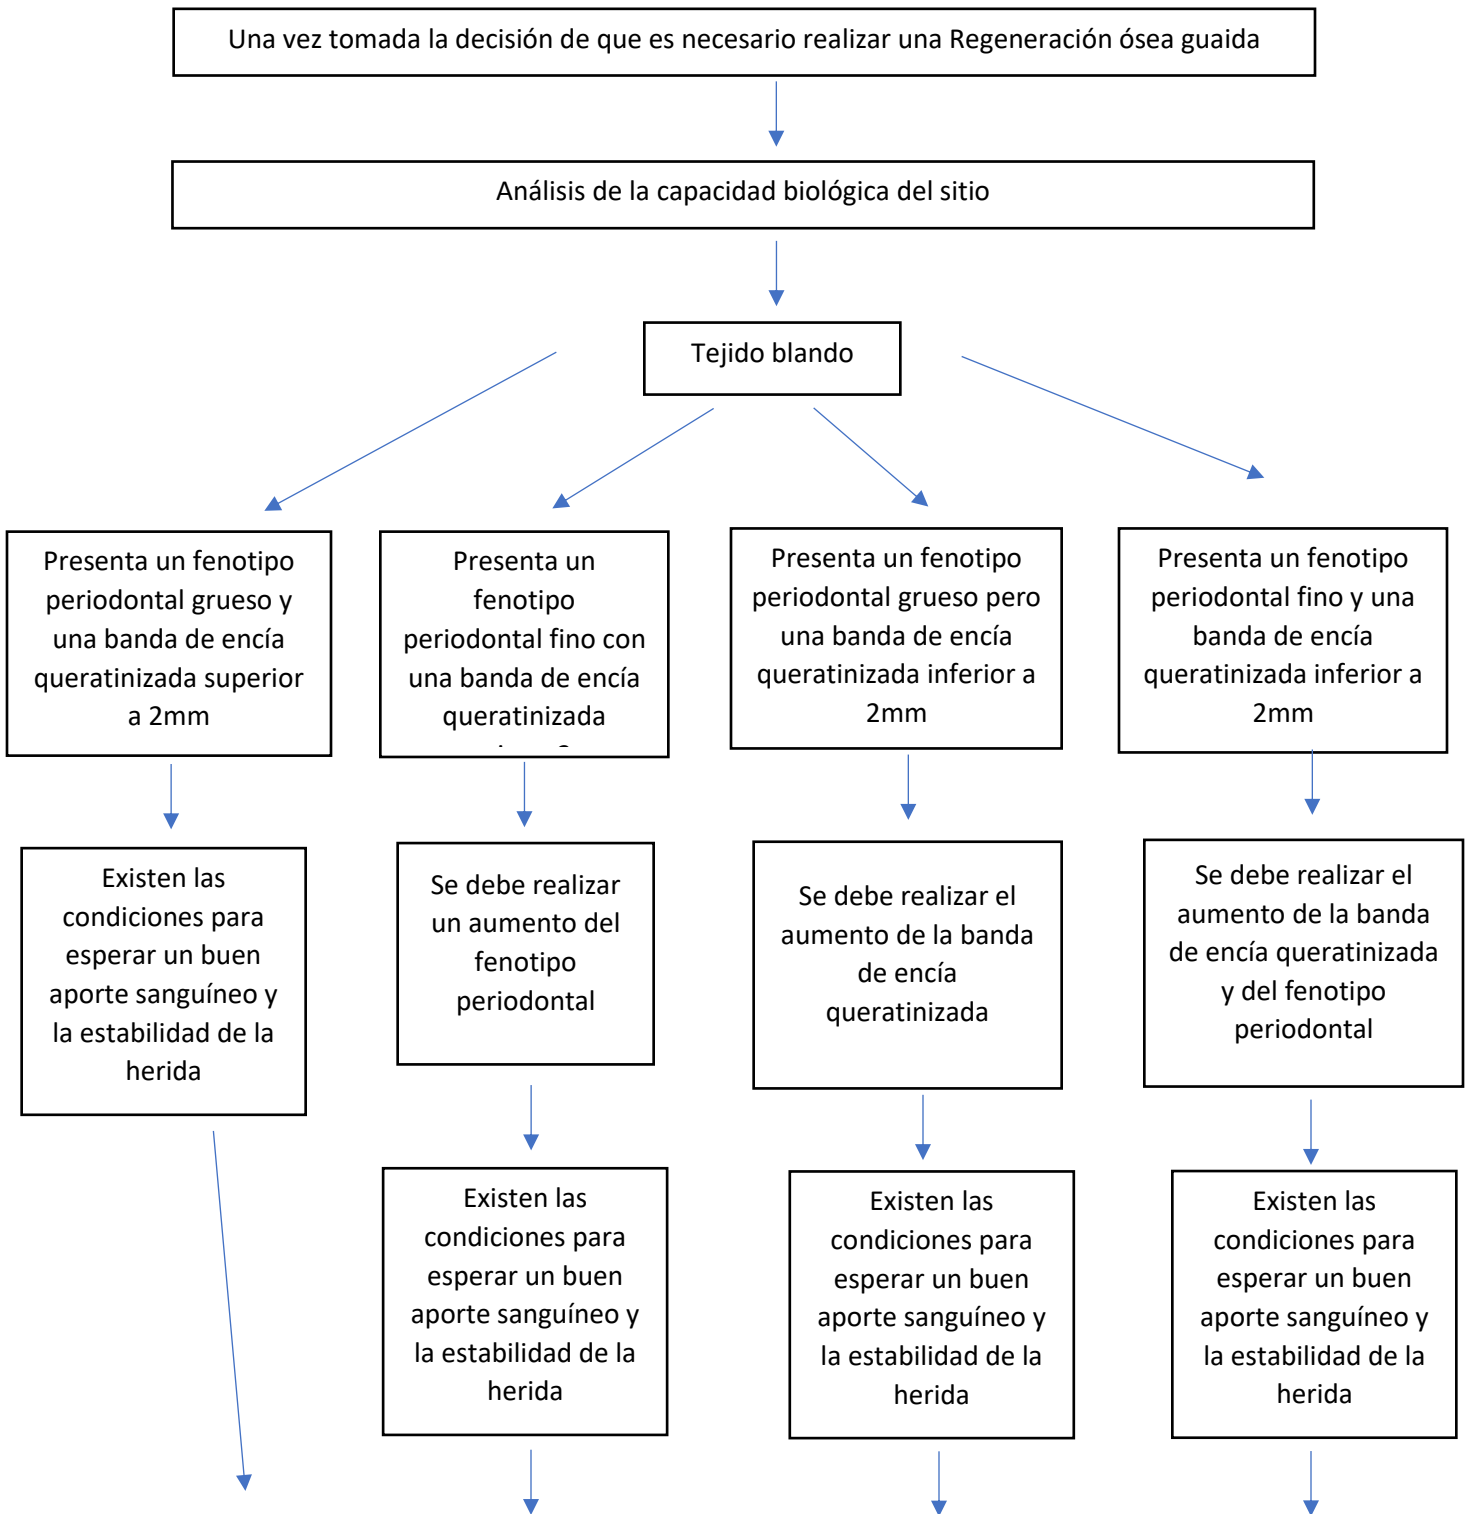 Una vez tomada la decisión de que es necesario realizar una Regeneración ósea guaida
Análisis de la capacidad biológica del sitio
Tejido blando
Presenta un fenotipo
periodontal grueso y
una banda de encía
queratinizada superior
a 2mm
Presenta un
fenotipo
periodontal fino con
una banda de encía
queratinizada
Presenta un fenotipo
periodontal grueso pero
una banda de encía
queratinizada inferior a
2mm
Presenta un fenotipo
periodontal fino y una
banda de encía
queratinizada inferior a
2mm
Existen las
condiciones para
esperar un buen
aporte sanguíneo y
la estabilidad de la
herida
Se debe realizar
un aumento del
fenotipo
periodontal
Se debe realizar el
aumento de la banda
de encía
queratinizada
Se debe realizar el
aumento de la banda
de encía queratinizada
y del fenotipo
periodontal
Existen las
condiciones para
esperar un buen
aporte sanguíneo y
la estabilidad de la
herida
Existen las
condiciones para
esperar un buen
aporte sanguíneo y
la estabilidad de la
herida
Existen las
condiciones para
esperar un buen
aporte sanguíneo y
la estabilidad de la
herida